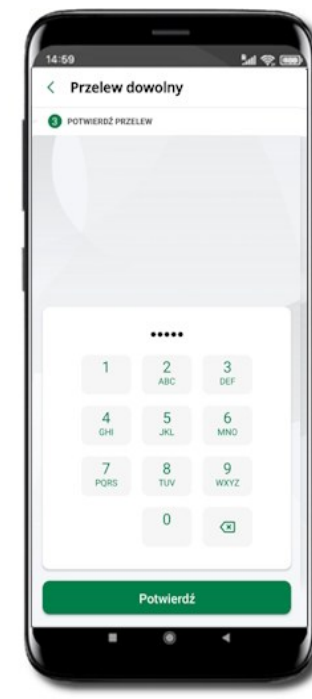 14:59
Przelew dowolny
3 POTWIERDŹ PRZELEW
•••••
1 2 3
ABC DEF
4 5 6
GHI JKL MNO
7 8 9
PQRS TUV WXYZ
0
Potwierdź